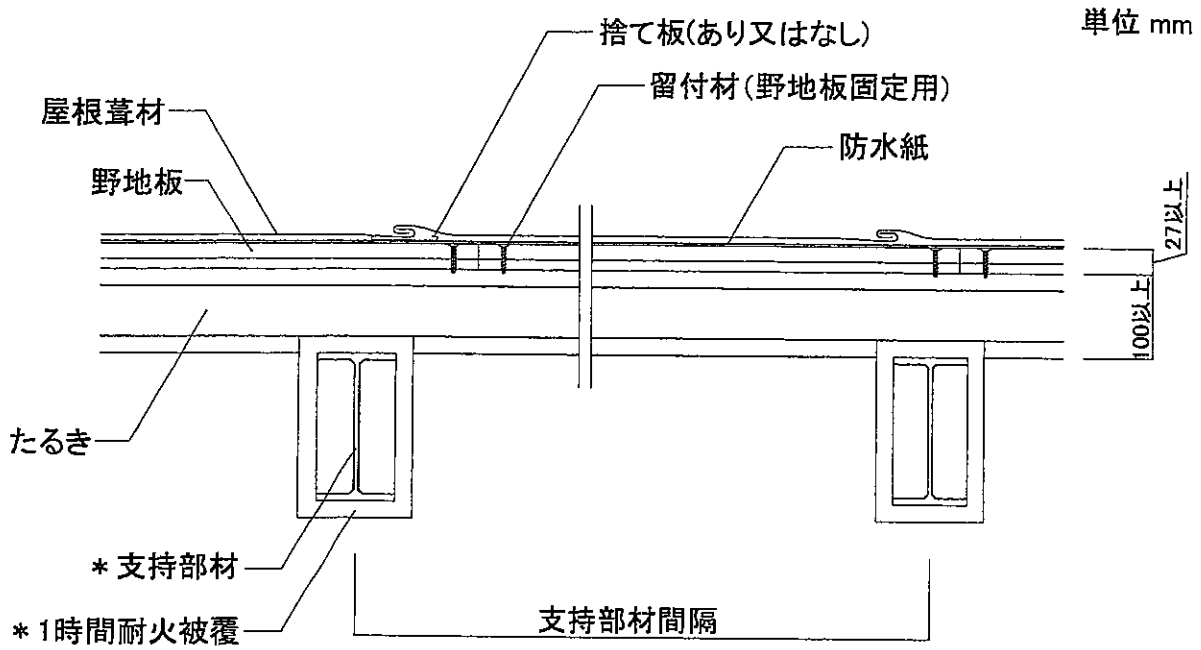 単位 mm
捨て板(あり又はなし)
留付材(野地板固定用)
屋根葺材
防水紙
野地板
27以上
100以上
たるき
*支持部材
*1時間耐火被覆
支持部材間隔